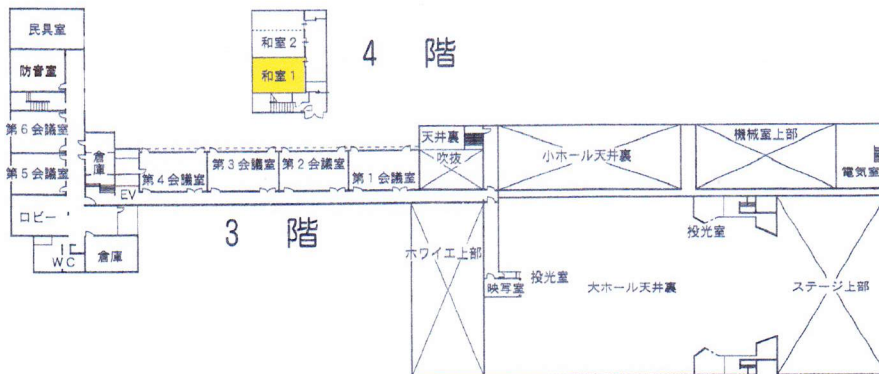 民具室
防音室
第6会議室
第5会議室
ロビー
WC
倉庫
倉庫
EV
第4会議室
第3会議室
第2会議室
第1会議室
3 階
和室2
和室1
4 階
天井裏
吹抜
小ホール天井裏
機械室上部
電気室
ホワイエ上部
映写室
投光室
大ホール天井裏
投光室
ステージ上部